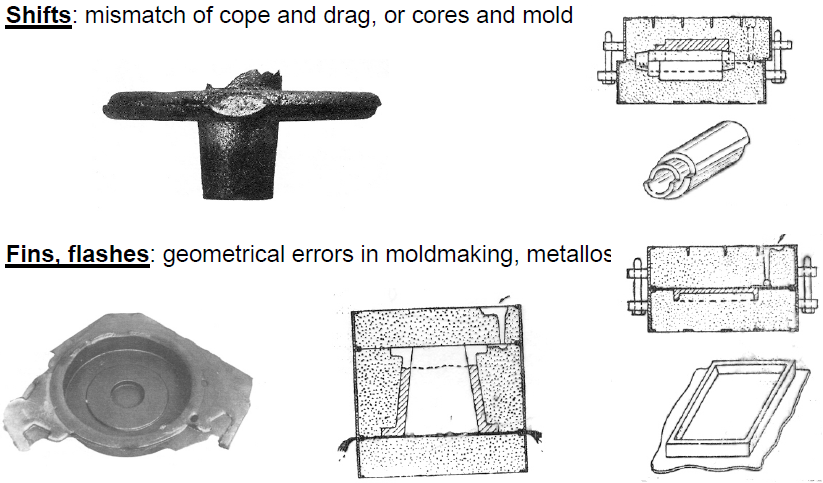 Shifts: mismatch of cope and drag, or cores and mold
Fins, flashes: geometrical errors in moldmaking, metallos